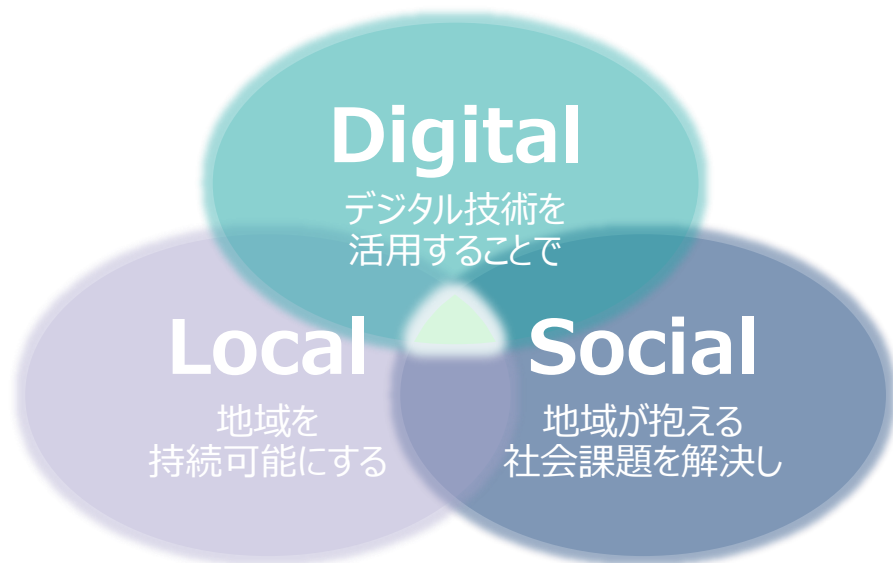 Digital
デジタル技術を
活用することで
Local
地域を
持続可能にする
Social
地域が抱える
社会課題を解決し